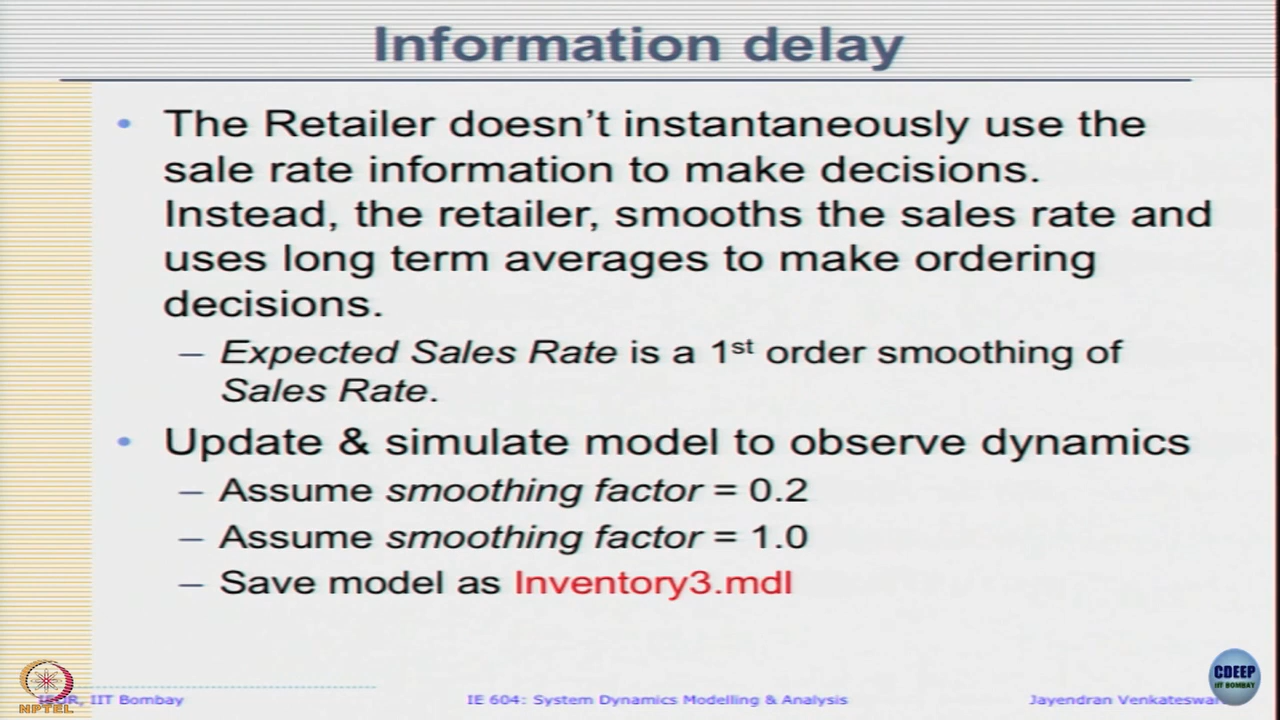 Information delay
• The Retailer doesn't instantaneously use the
sale rate information to make decisions.
Instead, the retailer, smooths the sales rate and
uses long term averages to make ordering
decisions.
– Expected Sales Rate is a 1st order smoothing of
Sales Rate.
• Update & simulate model to observe dynamics
– Assume smoothing factor = 0.2
– Assume smoothing factor = 1.0
– Save model as Inventory3.mdl
CDEEP
IIT BOMBAY
IIT Bombay
IE 604: System Dynamics Modelling & Analysis
Jayendran
NPTEL